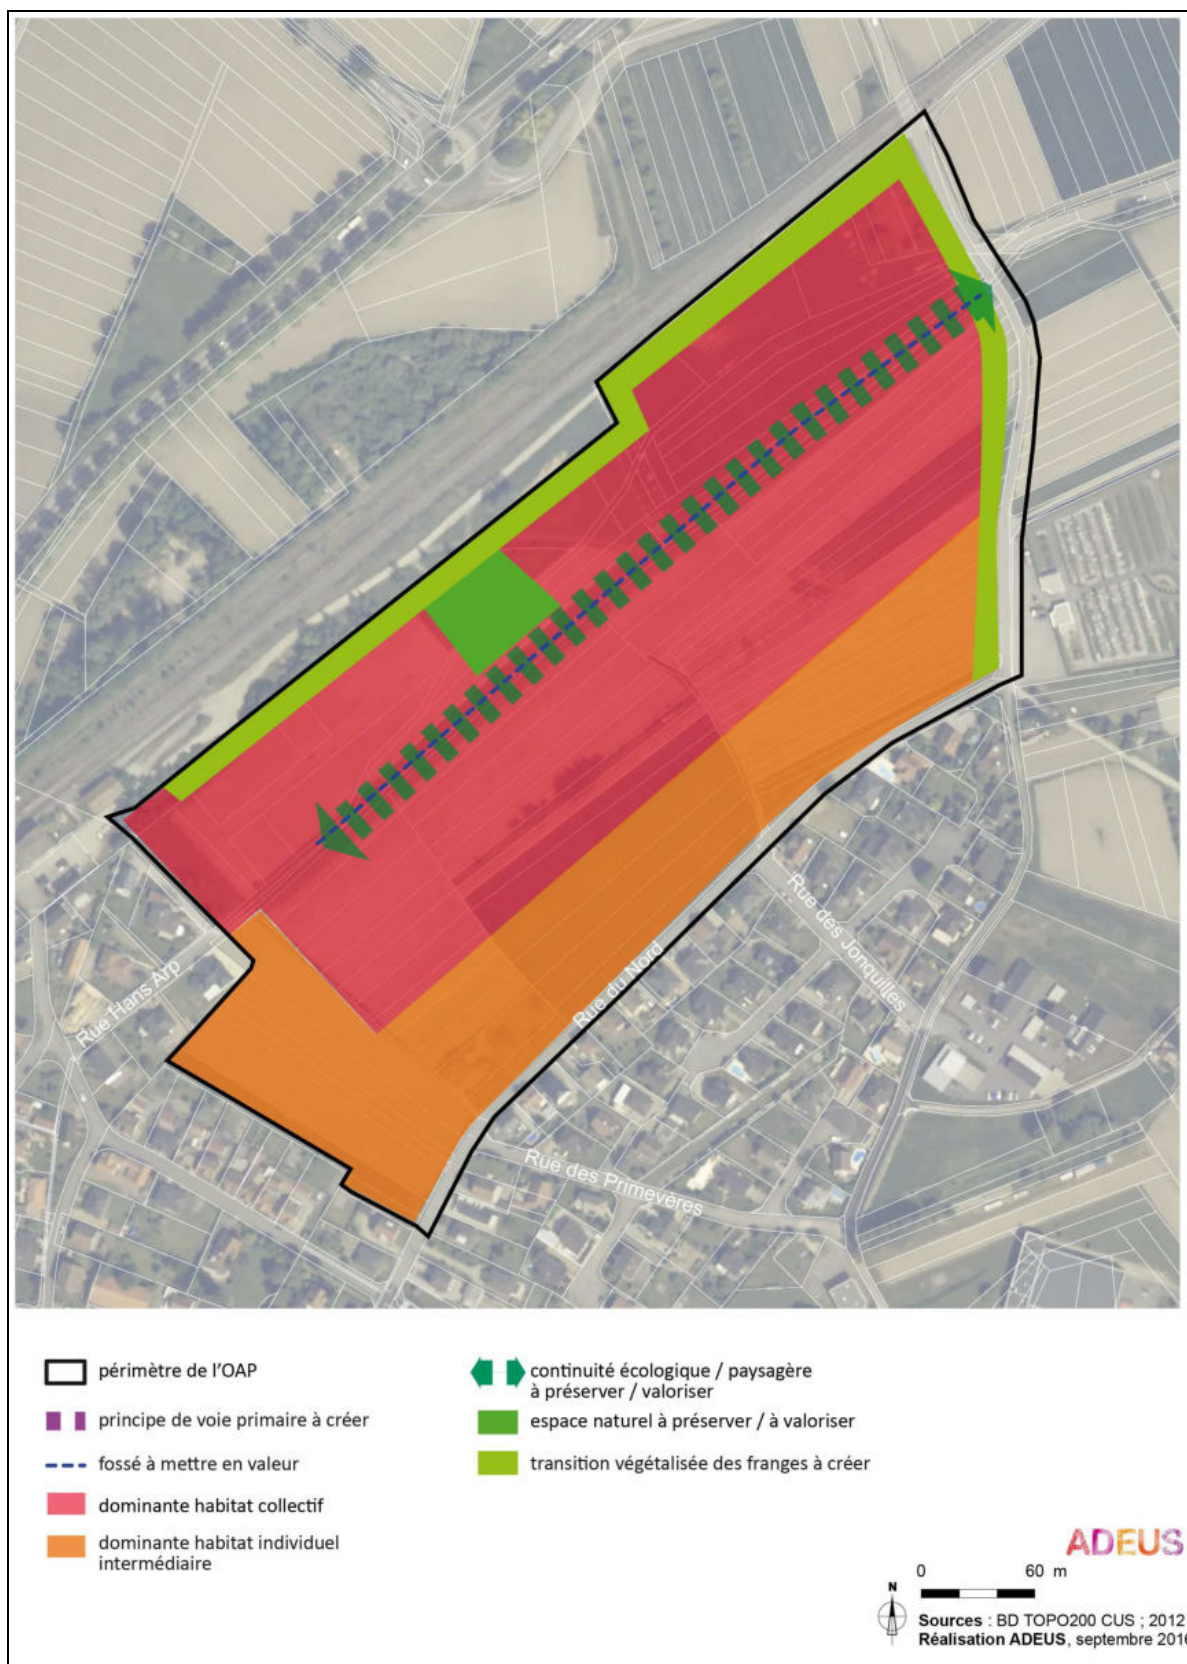 Rue Hans Arp
Rue du Nord
Rue des Jonquilles
Rue des Primevères
périmètre de l'OAP
principe de voie primaire à créer
fossé à mettre en valeur
dominante habitat collectif
dominante habitat individuel
intermédiaire
continuité écologique / paysagère
à préserver / valoriser
espace naturel à préserver / à valoriser
transition végétalisée des franges à créer
ADEUS
0 60 m
N
Sources : BD TOPO200 CUS ; 2012
Réalisation ADEUS, septembre 2016